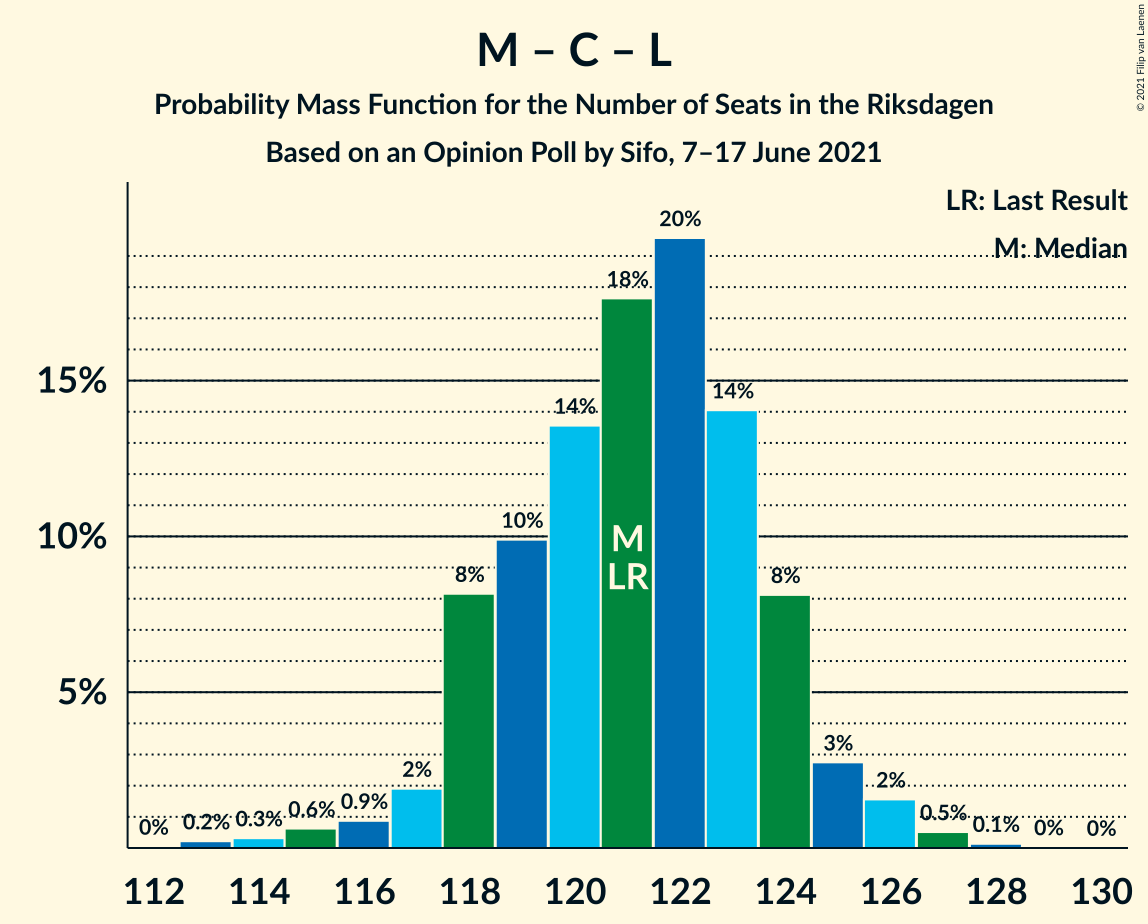 M – C – L
Probability Mass Function for the Number of Seats in the Riksdagen
Based on an Opinion Poll by Sifo, 7–17 June 2021
© 2021 Filip van Laenen
LR: Last Result
M: Median
15%
10%
5%
0%
0.2%
0.3%
0.6%
0.9%
2%
8%
10%
14%
18%
20%
14%
8%
3%
2%
0.5%
0.1%
0%
0%
M
LR
112 114 116 118 120 122 124 126 128 130